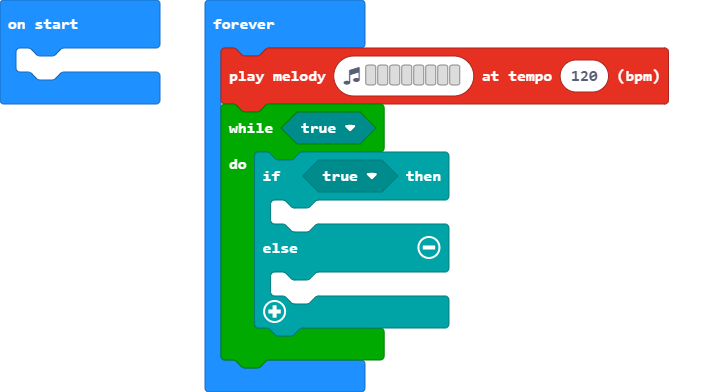 on start
forever
play melody at tempo 120 (bpm)
while true
do
if true then
else